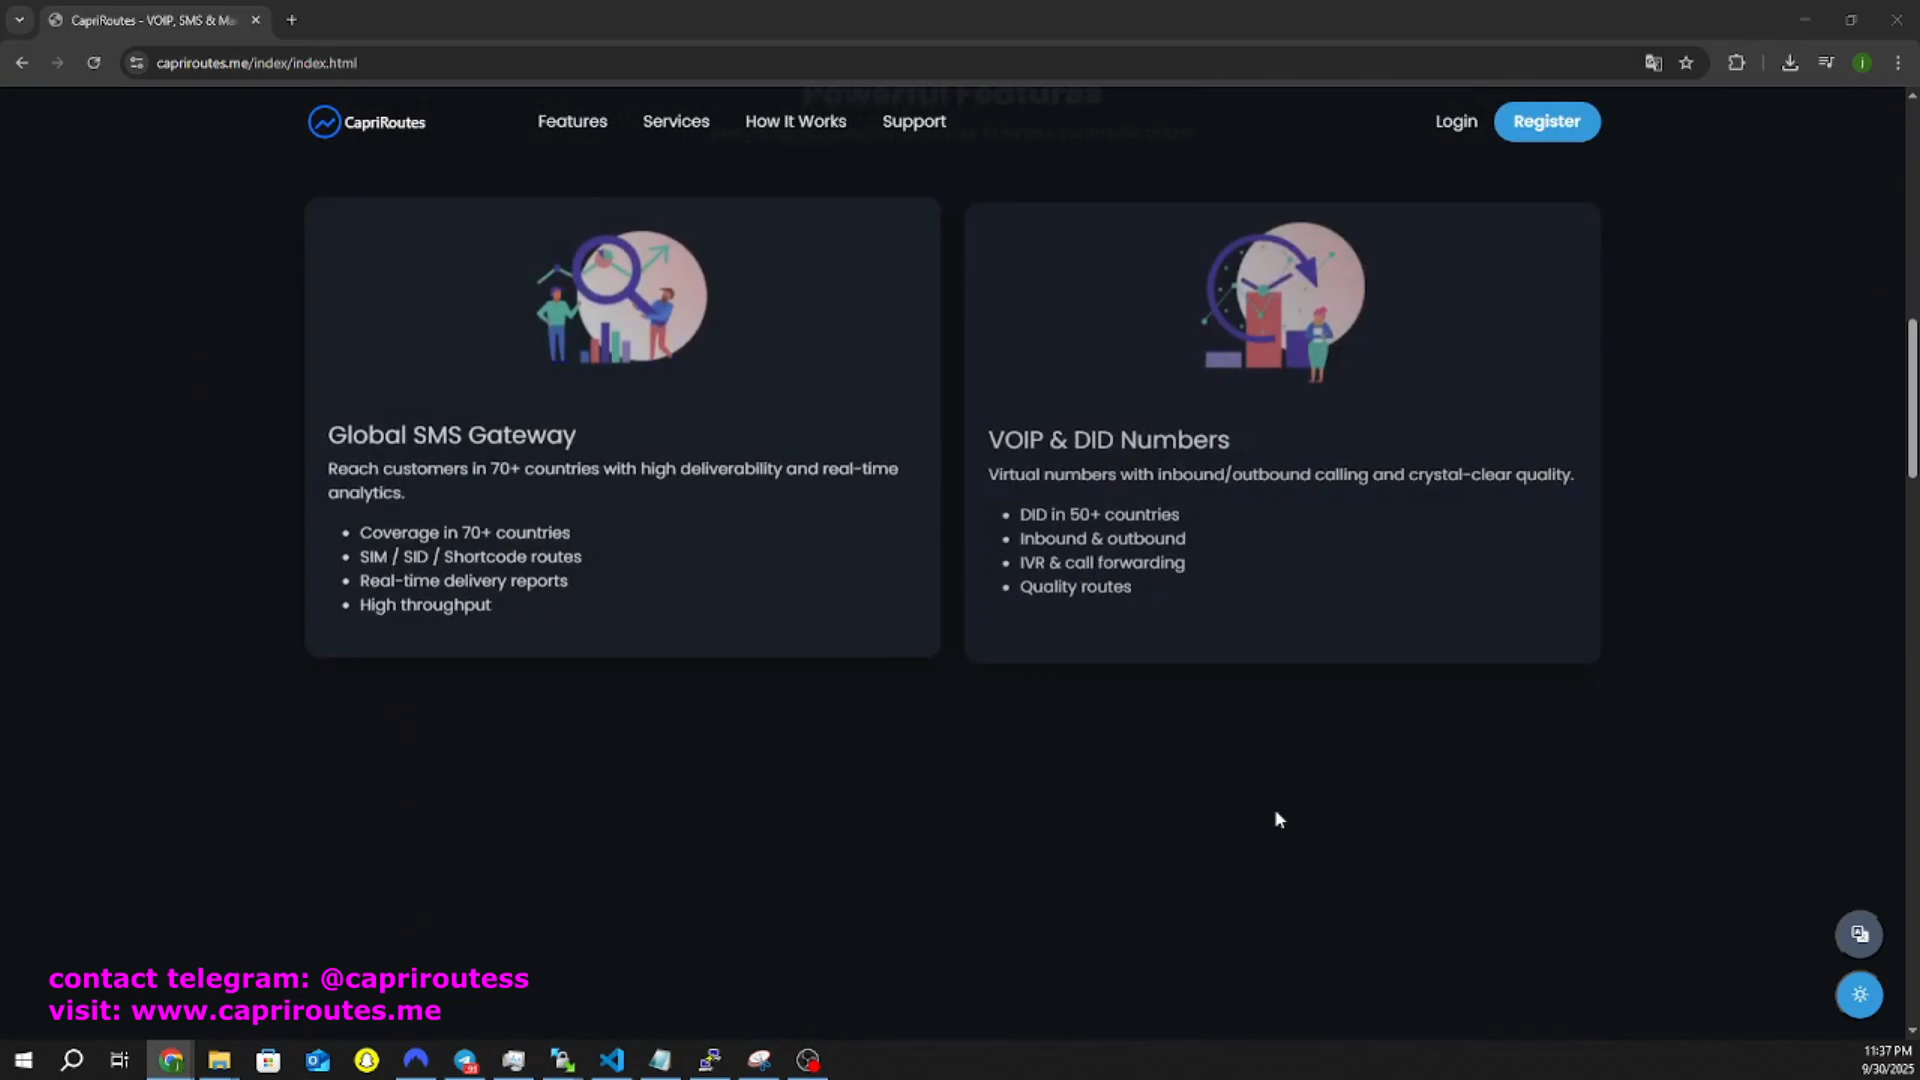 CapriRoutes - VOIP, SMS & Ma
capriroutes.me/index/index.html
Powerful Features
CapriRoutes
Features
Services
How It Works
Support
Login
Register
Global SMS Gateway
Reach customers in 70+ countries with high deliverability and real-time
analytics.
• Coverage in 70+ countries
• SIM / SID / Shortcode routes
• Real-time delivery reports
• High throughput
VOIP & DID Numbers
Virtual numbers with inbound/outbound calling and crystal-clear quality.
• DID in 50+ countries
• Inbound & outbound
• IVR & call forwarding
• Quality routes
contact telegram: @capriroutess
visit: www.capriroutes.me
11:37 PM
9/30/2025